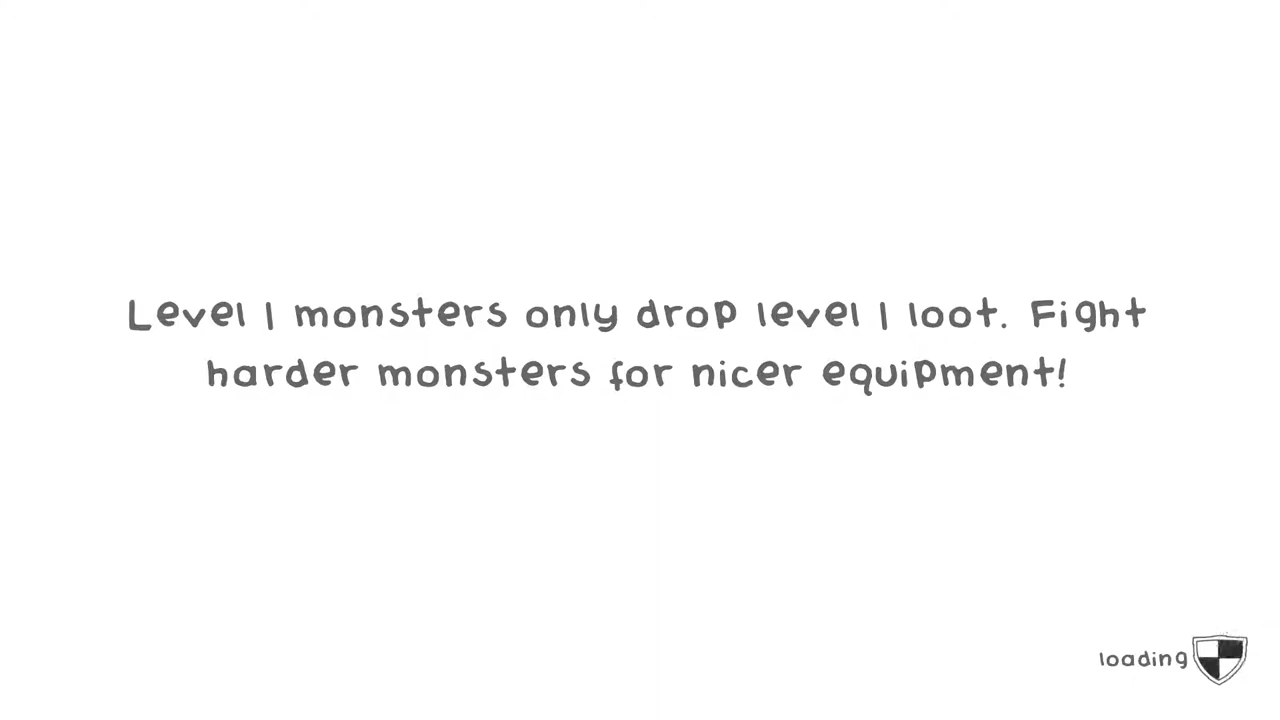 Level 1 monsters only drop level 1 loot. Fight
harder monsters for nicer equipment!
loading